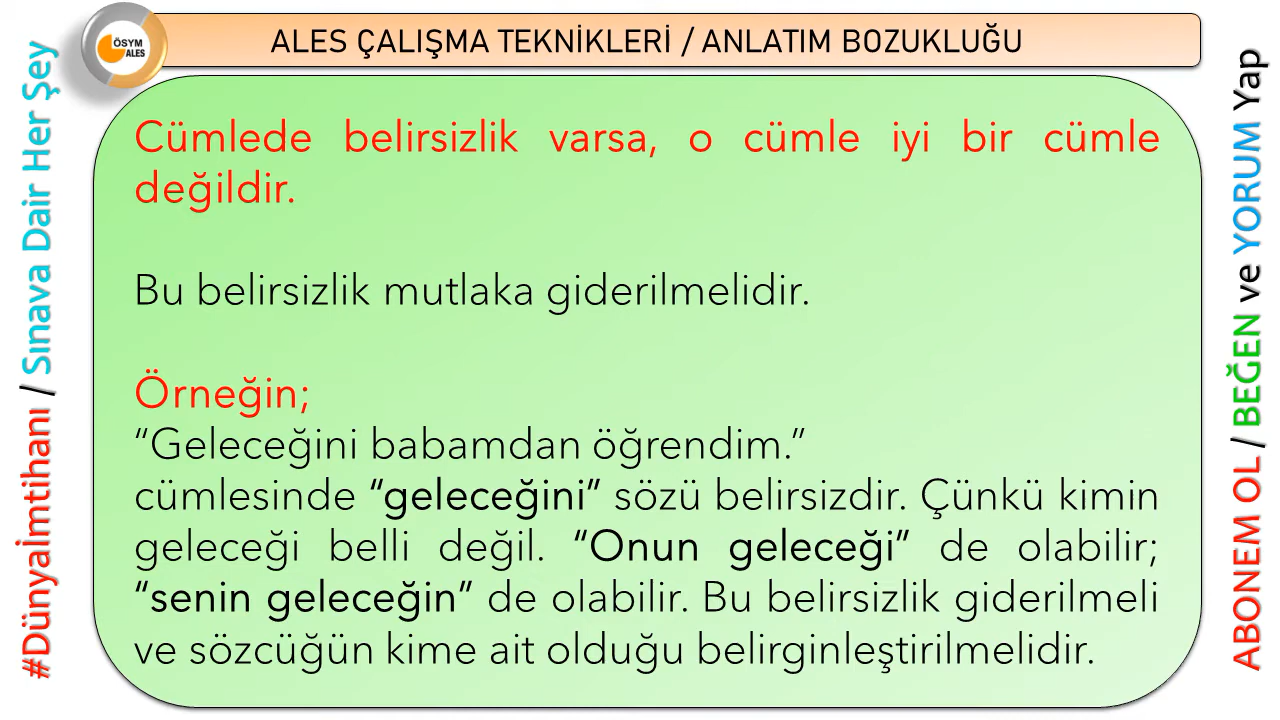 ÖSYM
ALES
ALES ÇALIŞMA TEKNİKLERİ / ANLATIM BOZUKLUĞU
Cümlede belirsizlik varsa, o cümle iyi bir cümle
değildir.
Bu belirsizlik mutlaka giderilmelidir.
Örneğin;
“Geleceğini babamdan öğrendim.”
cümlesinde “geleceğini” sözü belirsizdir. Çünkü kimin
geleceği belli değil. “Onun geleceği” de olabilir;
“senin geleceğin” de olabilir. Bu belirsizlik giderilmeli
ve sözcüğün kime ait olduğu belirginleştirilmelidir.
#Dünyaİmtihanı / Sınava Dair Her Şey
ABONEM OL / BEĞEN ve YORUM Yap